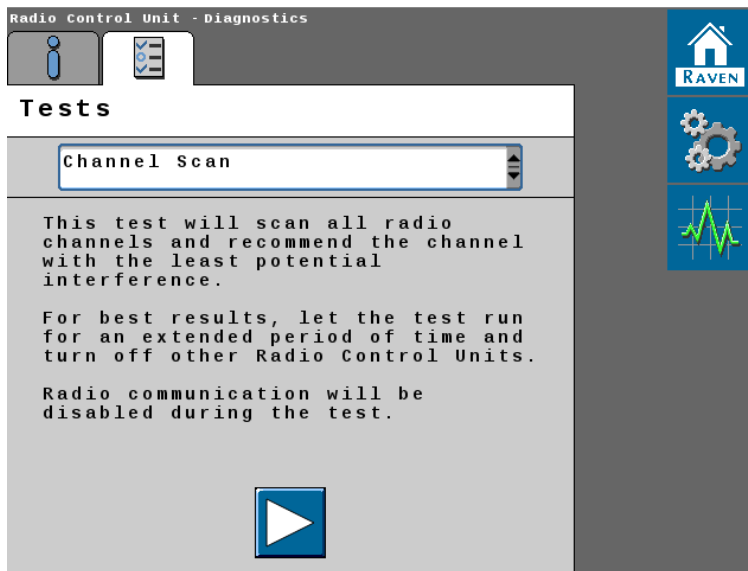 Radio Control Unit - Diagnostics
RAVEN
Tests
Channel Scan
This test will scan all radio
channels and recommend the channel
with the least potential
interference.
For best results, let the test run
for an extended period of time and
turn off other Radio Control Units.
Radio communication will be
disabled during the test.